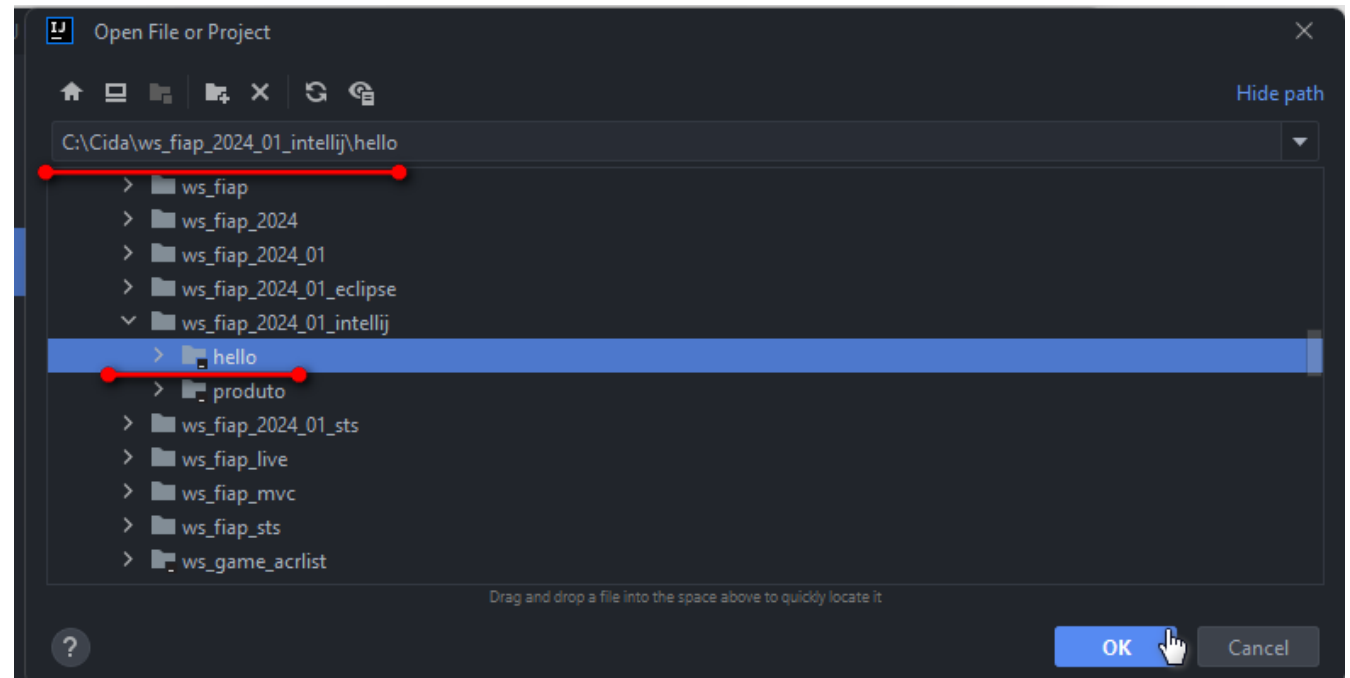 IJ
Open File or Project
Hide path
C:\Cida\ws_fiap_2024_01_intellij\hello
ws_fiap
ws_fiap_2024
ws_fiap_2024_01
ws_fiap_2024_01_eclipse
ws_fiap_2024_01_intellij
hello
produto
ws_fiap_2024_01_sts
ws_fiap_live
ws_fiap_mvc
ws_fiap_sts
ws_game_acrlist
Drag and drop a file into the space above to quickly locate it
?
OK
Cancel